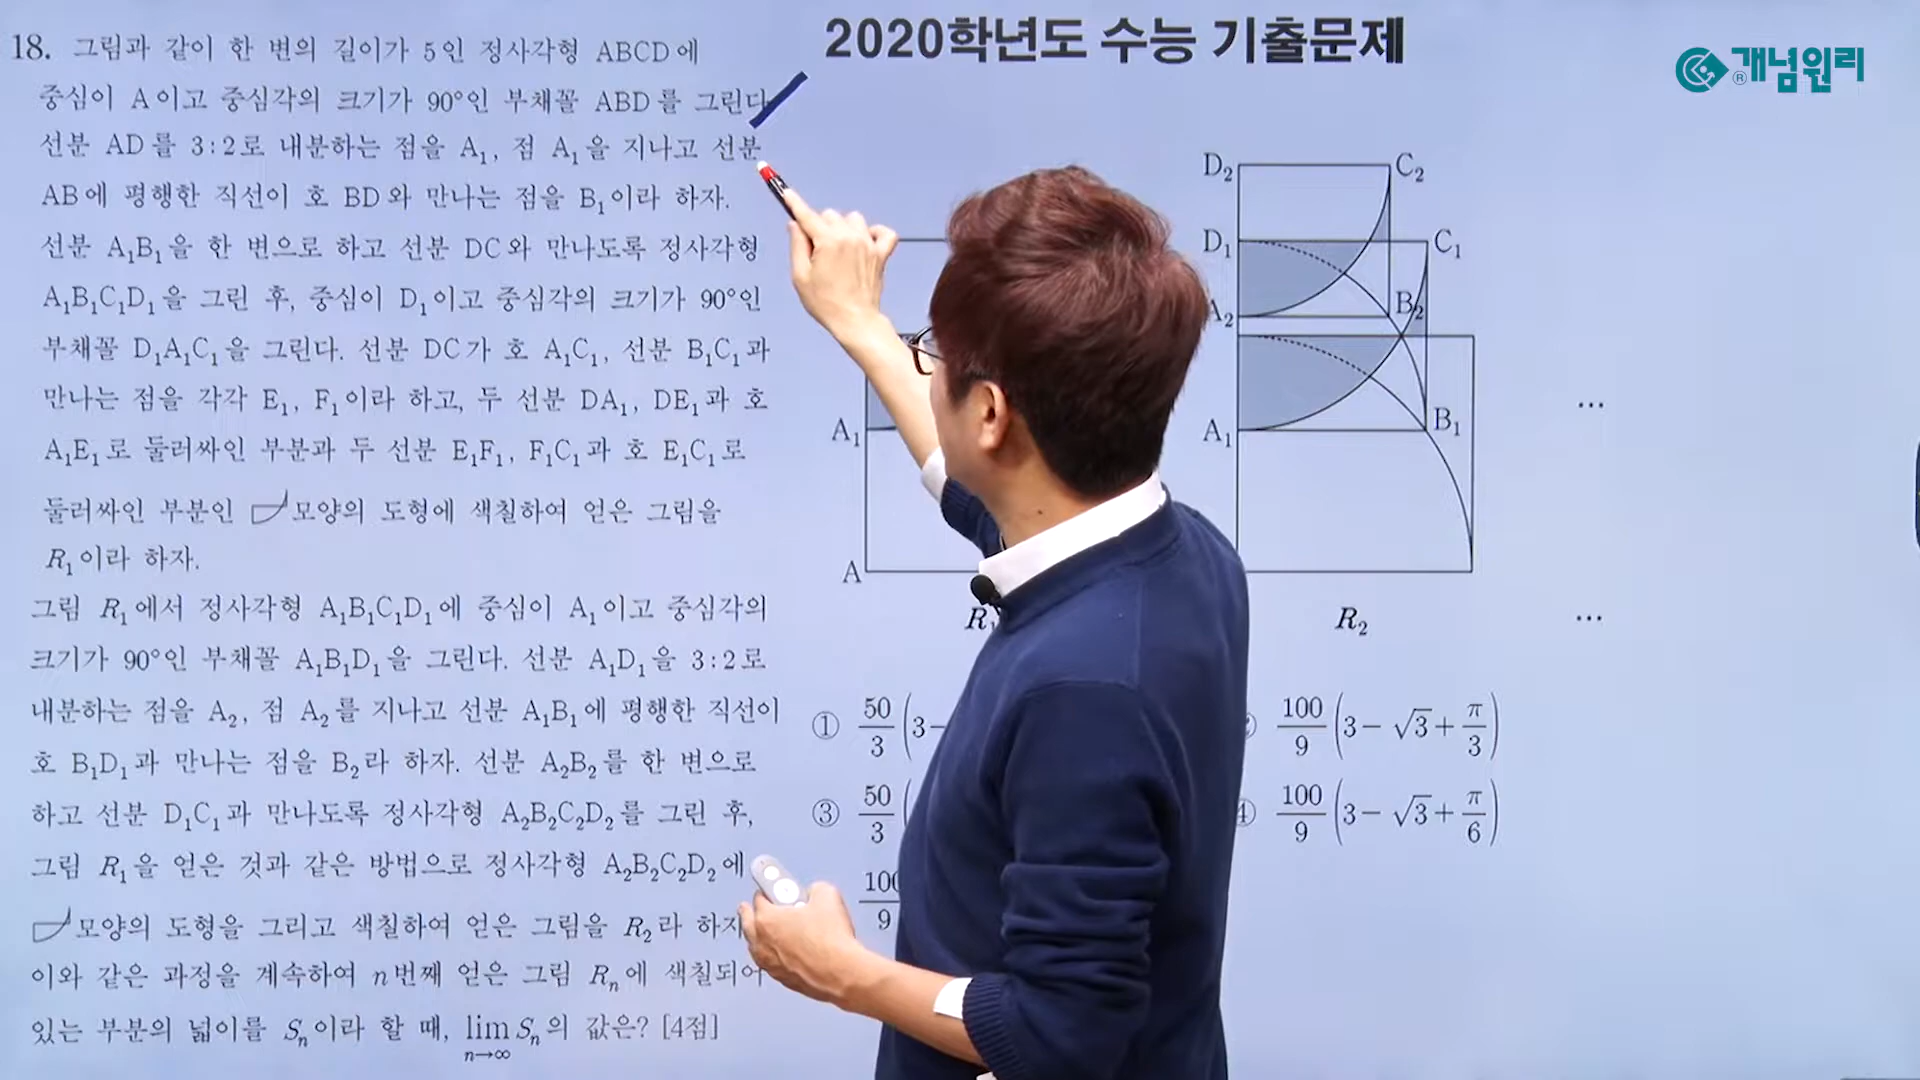 2020학년도 수능 기출문제
개념원리
®
18. 그림과 같이 한 변의 길이가 5인 정사각형 ABCD에
중심이 A이고 중심각의 크기가 90°인 부채꼴 ABD를 그린다
선분 AD를 3:2로 내분하는 점을 A₁, 점 A₁을 지나고 선분
AB에 평행한 직선이 호 BD와 만나는 점을 B₁이라 하자.
선분 A₁B₁을 한 변으로 하고 선분 DC와 만나도록 정사각형
A₁B₁C₁D₁을 그린 후, 중심이 D₁이고 중심각의 크기가 90°인
부채꼴 D₁A₁C₁을 그린다. 선분 DC가 호 A₁C₁, 선분 B₁C₁과
만나는 점을 각각 E₁, F₁이라 하고, 두 선분 DA₁, DE₁과 호
A₁E₁로 둘러싸인 부분과 두 선분 E₁F₁, F₁C₁과 호 E₁C₁로
둘러싸인 부분인 모양의 도형에 색칠하여 얻은 그림을
R₁이라 하자.
그림 R₁에서 정사각형 A₁B₁C₁D₁에 중심이 A₁이고 중심각의
크기가 90°인 부채꼴 A₁B₁D₁을 그린다. 선분 A₁D₁을 3:2로
내분하는 점을 A₂, 점 A₂를 지나고 선분 A₁B₁에 평행한 직선이
호 B₁D₁과 만나는 점을 B₂라 하자. 선분 A₂B₂를 한 변으로
하고 선분 D₁C₁과 만나도록 정사각형 A₂B₂C₂D₂를 그린 후,
그림 R₁을 얻은 것과 같은 방법으로 정사각형 A₂B₂C₂D₂에
모양의 도형을 그리고 색칠하여 얻은 그림을 R₂라 하자
이와 같은 과정을 계속하여 n번째 얻은 그림 Rₙ에 색칠되어
있는 부분의 넓이를 Sₙ이라 할 때, lim n→∞ Sₙ의 값은? [4점]
D₂ C₂
D₁ C₁
A₂ B₂
A₁ A₁ B₁ ⋯
A
R₁ R₂ ⋯
① 50/3 (3− ② 100/9 (3−√3+π/3)
③ 50/3 ( ④ 100/9 (3−√3+π/6)
100/9